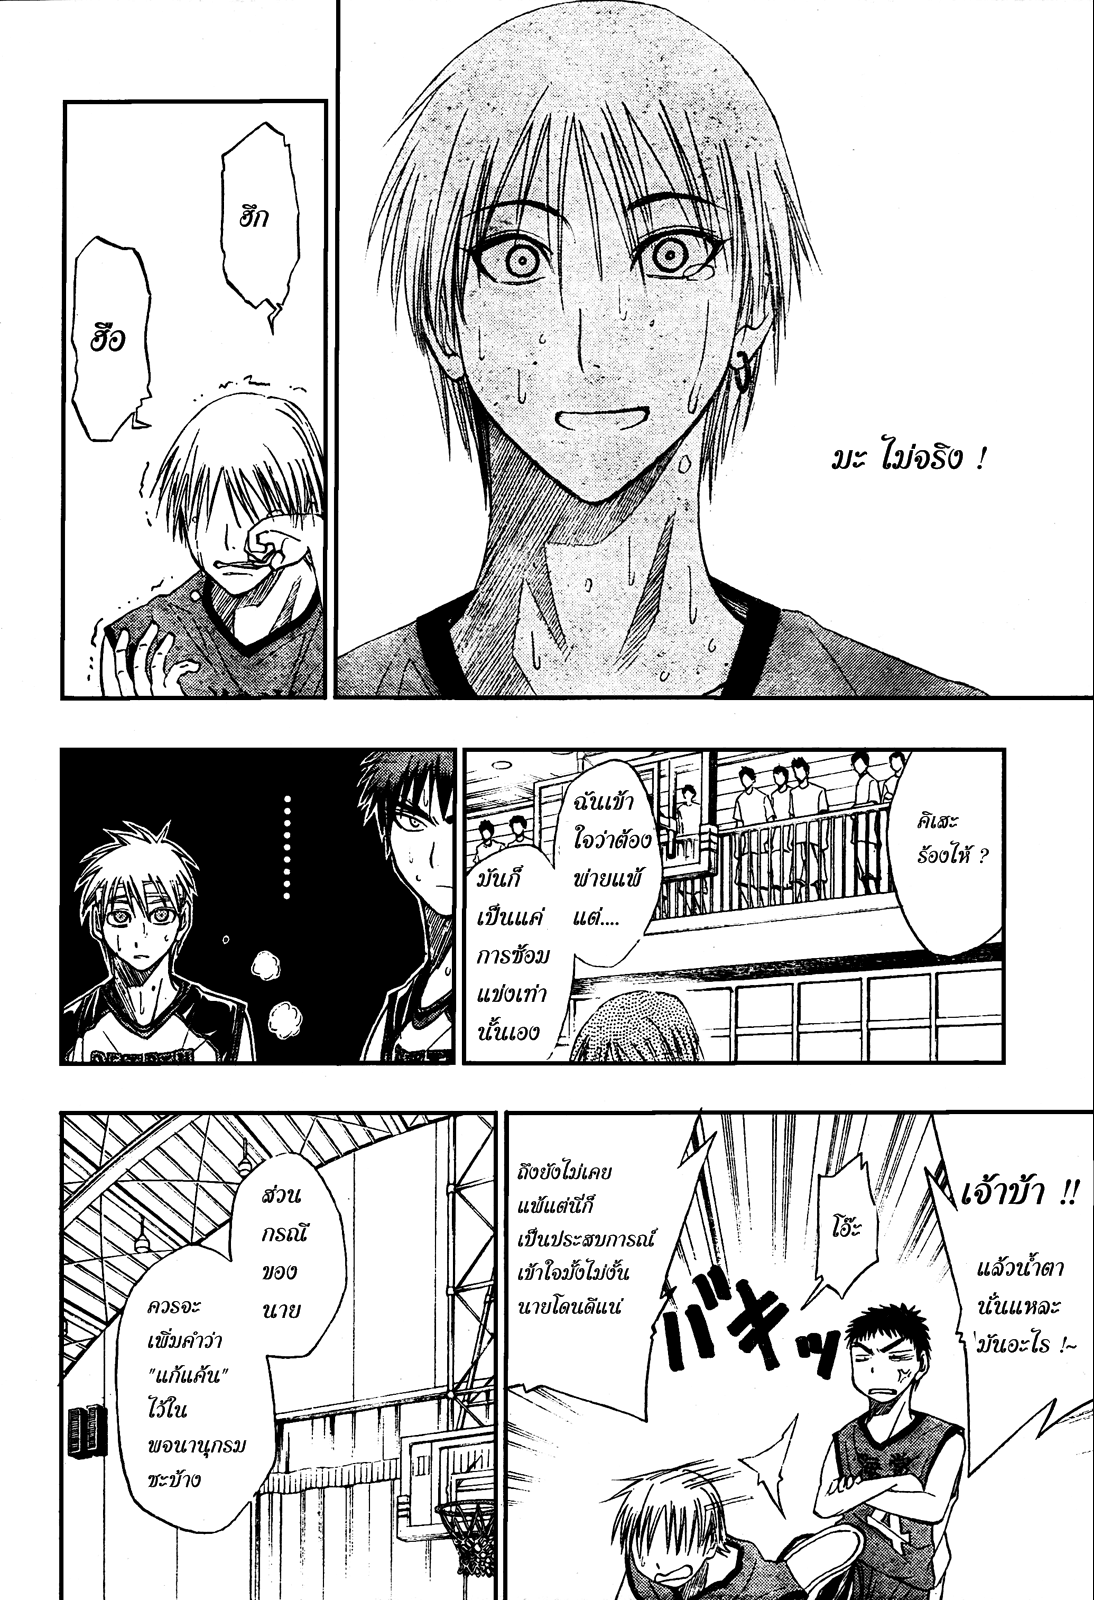 มะ ไม่จริง !
ฮึก
ฮือ
คิเสะ
ร้องไห้ ?
ฉันเข้า
ใจว่าต้อง
พ่ายแพ้
แต่....
มันก็
เป็นแค่
การซ้อม
แข่งเท่า
นั้นเอง
เจ้าบ้า !!
แล้วน้ำตา
นั่นแหละ
มันอะไร !~
โอ๊ะ
バキッ
ถึงยังไม่เคย
แพ้แต่นี่ก็
เป็นประสบการณ์
เข้าใจมั้งไม่งั้น
นายโดนดีแน่
ส่วน
กรณี
ของ
นาย
ควรจะ
เพิ่มคำว่า
"แก้แค้น"
ไว้ใน
พจนานุกรม
ซะบ้าง